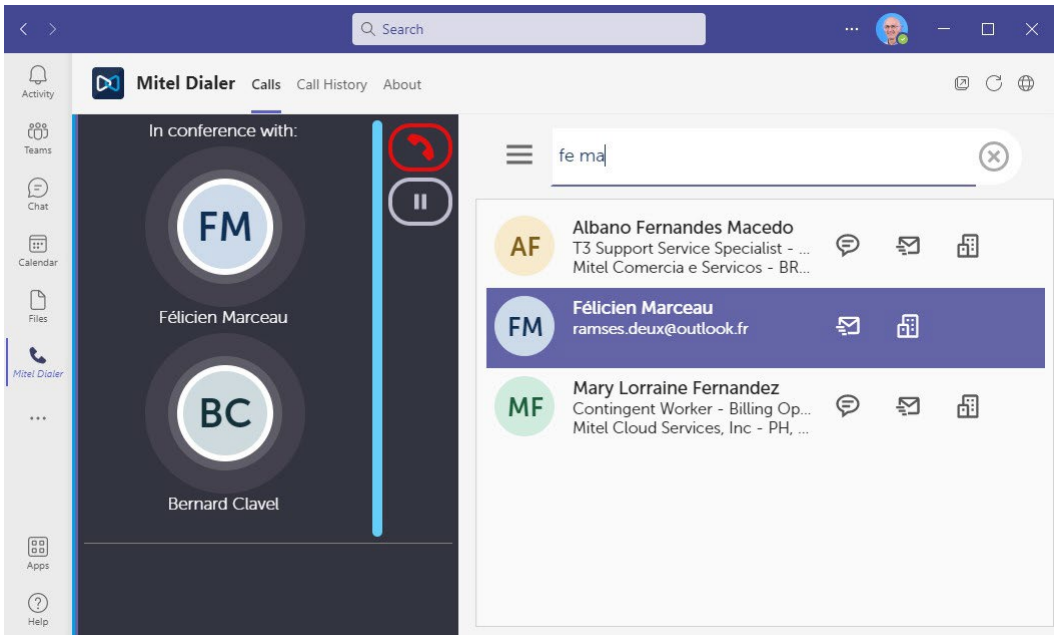 Search
...
Activity
Teams
Chat
Calendar
Files
Mitel Dialer
...
Apps
Help
Mitel Dialer Calls Call History About
In conference with:
FM
Félicien Marceau
BC
Bernard Clavel
fe ma
AF
Albano Fernandes Macedo
T3 Support Service Specialist - ...
Mitel Comercia e Servicos - BR...
FM
Félicien Marceau
ramses.deux@outlook.fr
MF
Mary Lorraine Fernandez
Contingent Worker - Billing Op...
Mitel Cloud Services, Inc - PH, ...